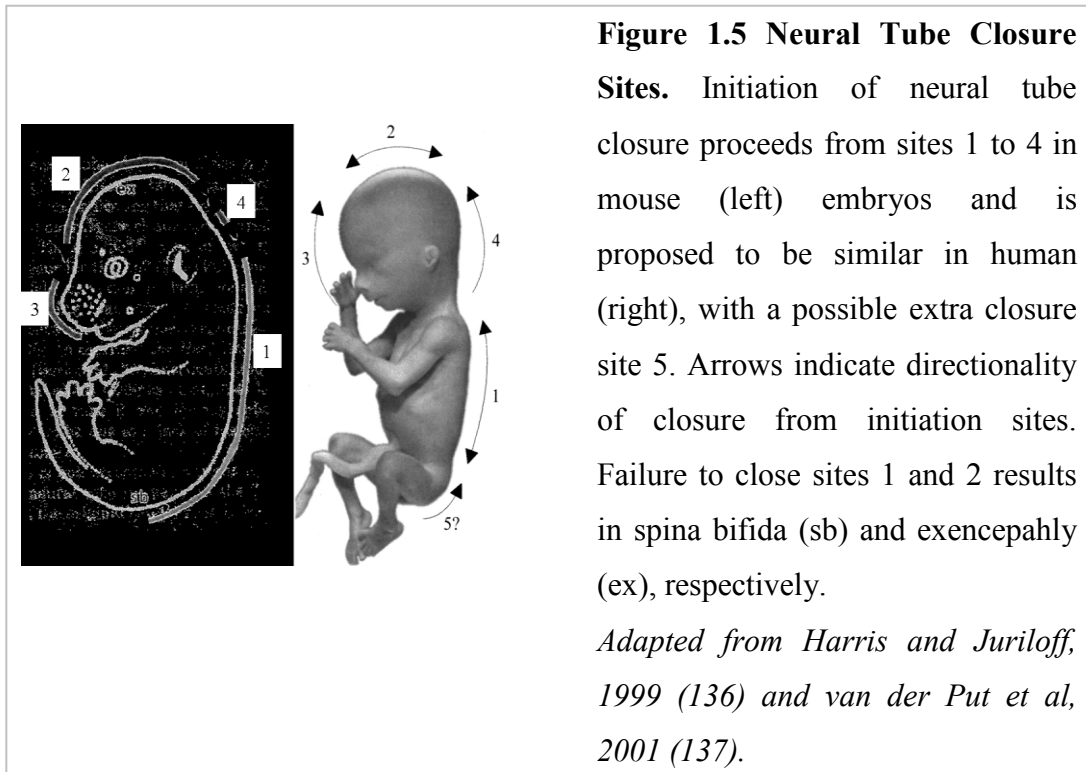 Figure 1.5 Neural Tube Closure
Sites. Initiation of neural tube
closure proceeds from sites 1 to 4 in
mouse (left) embryos and is
proposed to be similar in human
(right), with a possible extra closure
site 5. Arrows indicate directionality
of closure from initiation sites.
Failure to close sites 1 and 2 results
in spina bifida (sb) and exencepahly
(ex), respectively.
Adapted from Harris and Juriloff,
1999 (136) and van der Put et al,
2001 (137).
2
ex
4
3
1
sb
2
3
4
1
5?